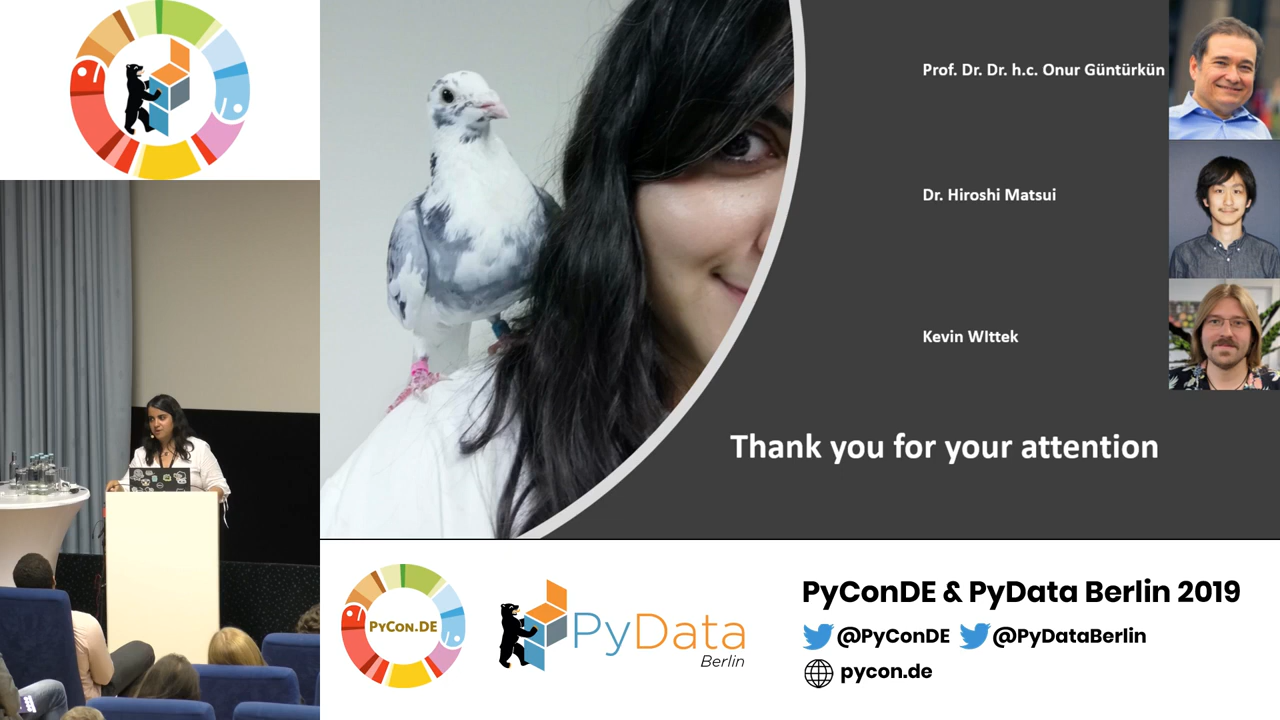 Prof. Dr. Dr. h.c. Onur Güntürkün
Dr. Hiroshi Matsui
Kevin WIttek
Thank you for your attention
PyCon.DE
PyData
Berlin
PyConDE & PyData Berlin 2019
@PyConDE @PyDataBerlin
pycon.de